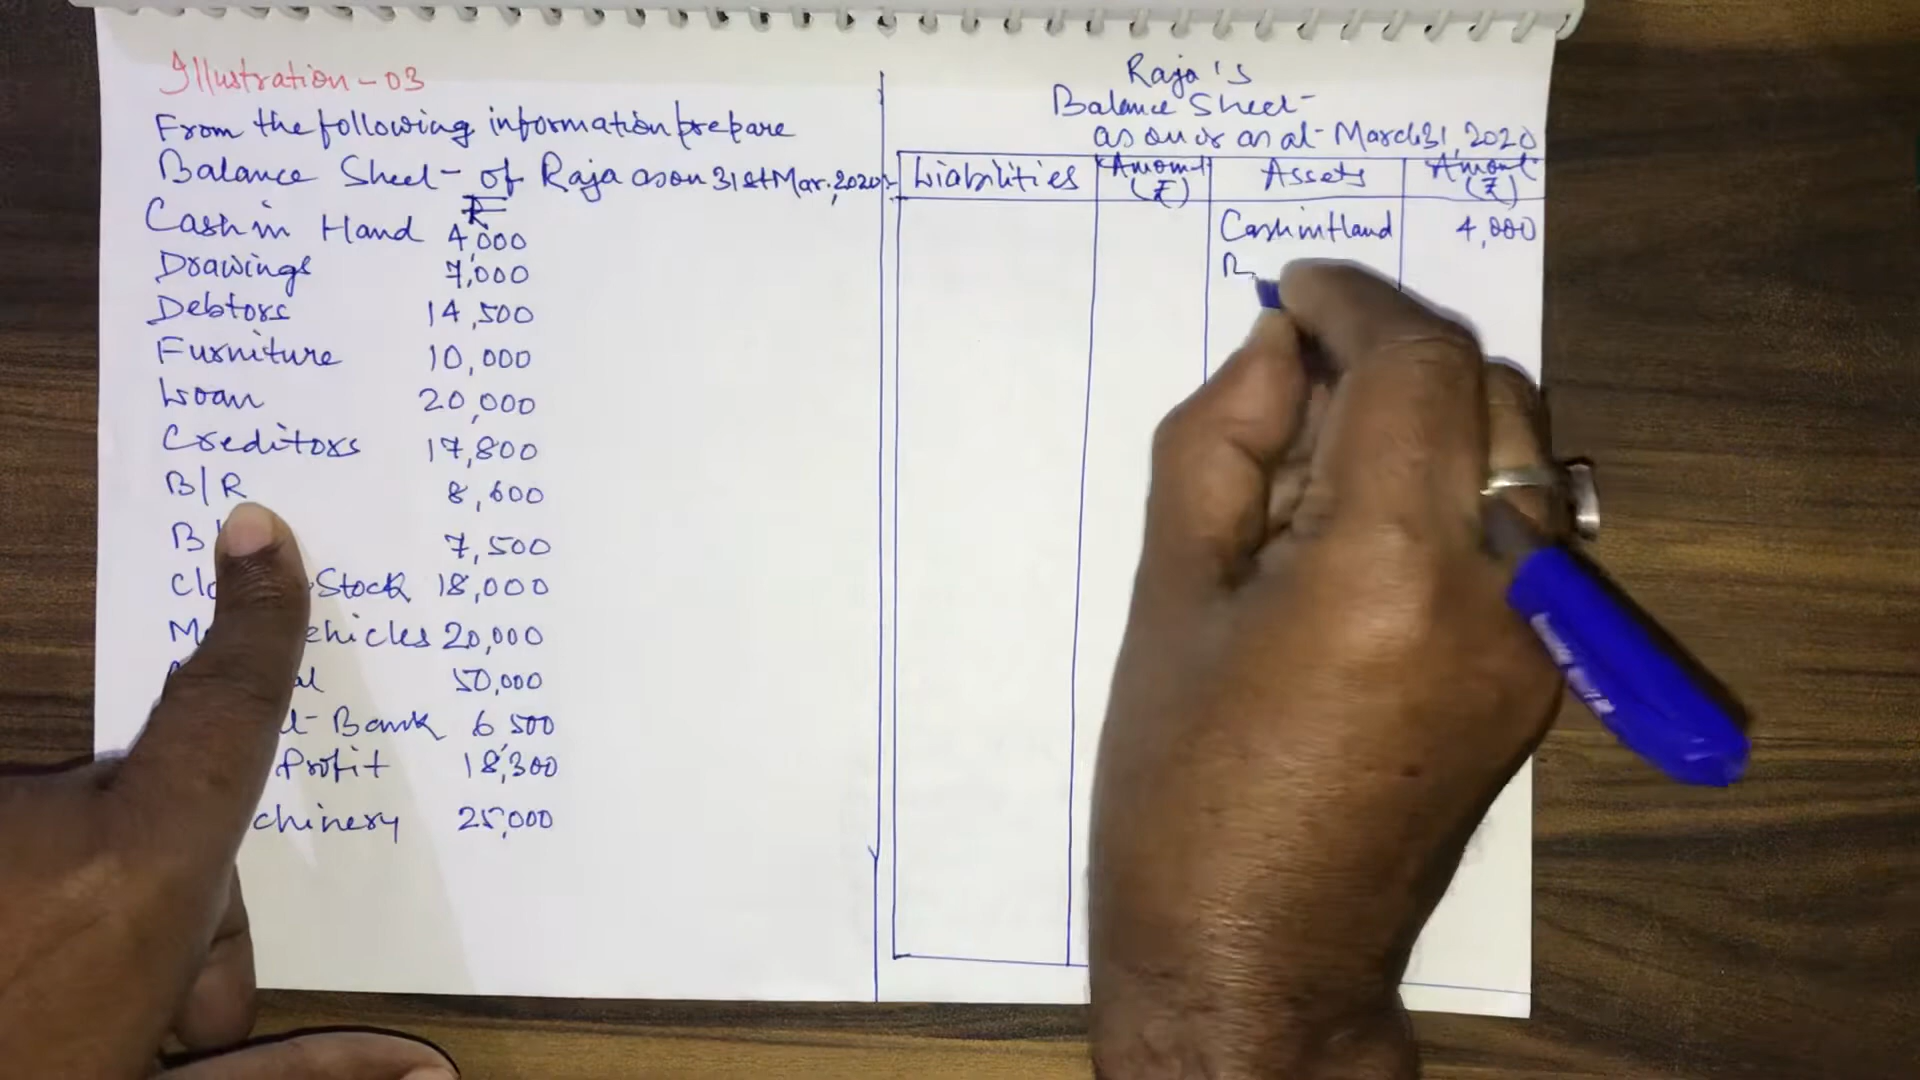 Illustration-03
From the following information prepare
Balance Sheet of Raja as on 31st Mar, 2020:-
₹
Cash in Hand 4,000
Drawings 7,000
Debtors 14,500
Furniture 10,000
Loan 20,000
Creditors 17,800
B/R 8,600
B/ 7,500
Clo Stock 18,000
ehicles 20,000
al 50,000
t-Bank 6,500
Profit 18,300
chinery 25,000
Raja's
Balance Sheet
as on or as at March 31, 2020
Liabilities Amount (₹) Assets Amount (₹)
Cash in Hand 4,000
B